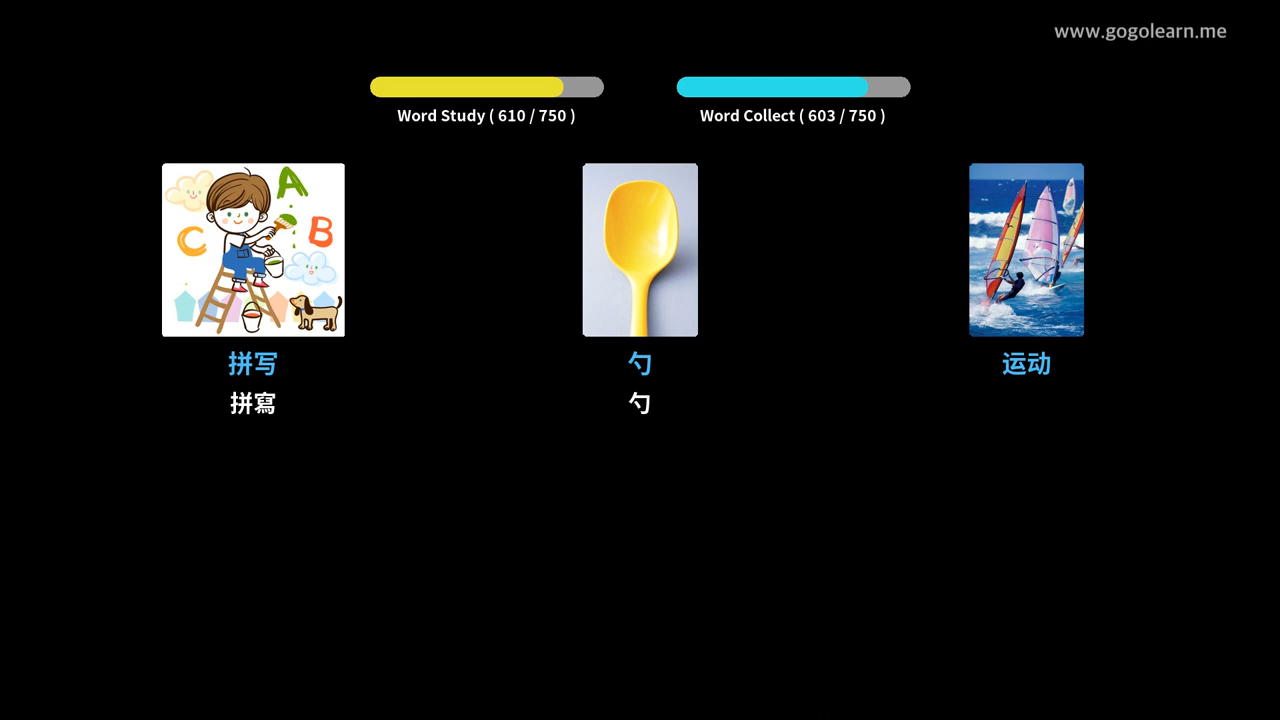 www.gogolearn.me
Word Study ( 610 / 750 )
Word Collect ( 603 / 750 )
A
B
C
拼写
勺
运动
拼寫
勺